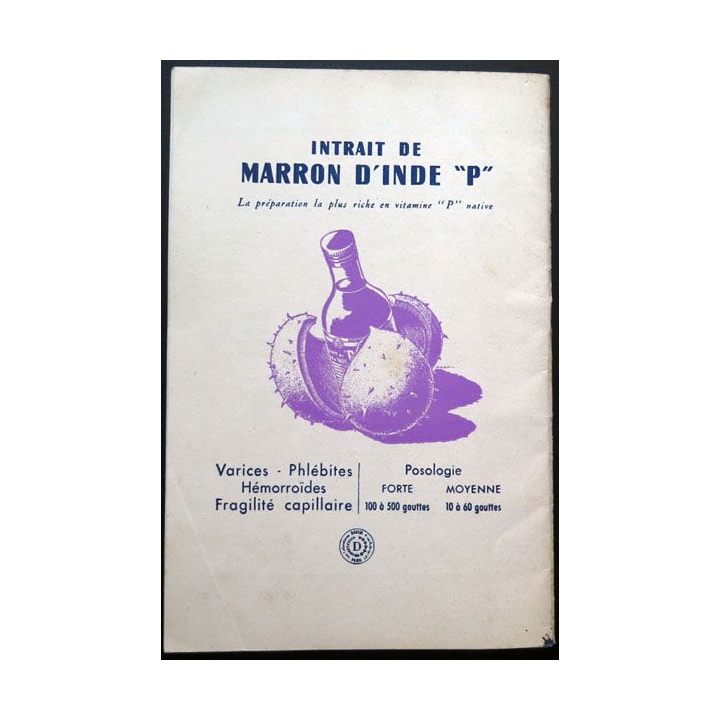 INTRAIT DE
MARRON D'INDE "P"
La préparation la plus riche en vitamine "P" native
Varices - Phlébites
Hémorroïdes
Fragilité capillaire
Posologie
FORTE MOYENNE
100 à 500 gouttes 10 à 60 gouttes
D
PARIS